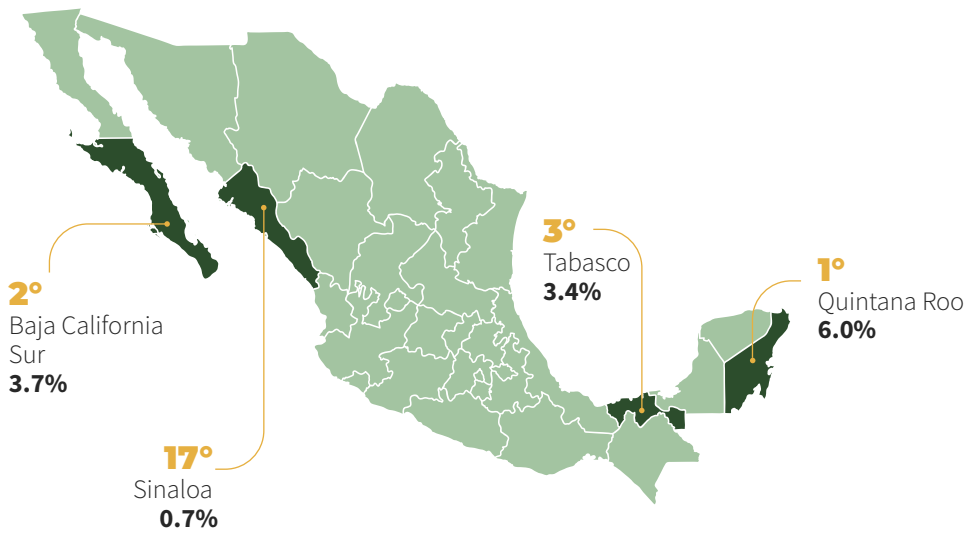 2°
Baja California
Sur
3.7%
17°
Sinaloa
0.7%
3°
Tabasco
3.4%
1°
Quintana Roo
6.0%